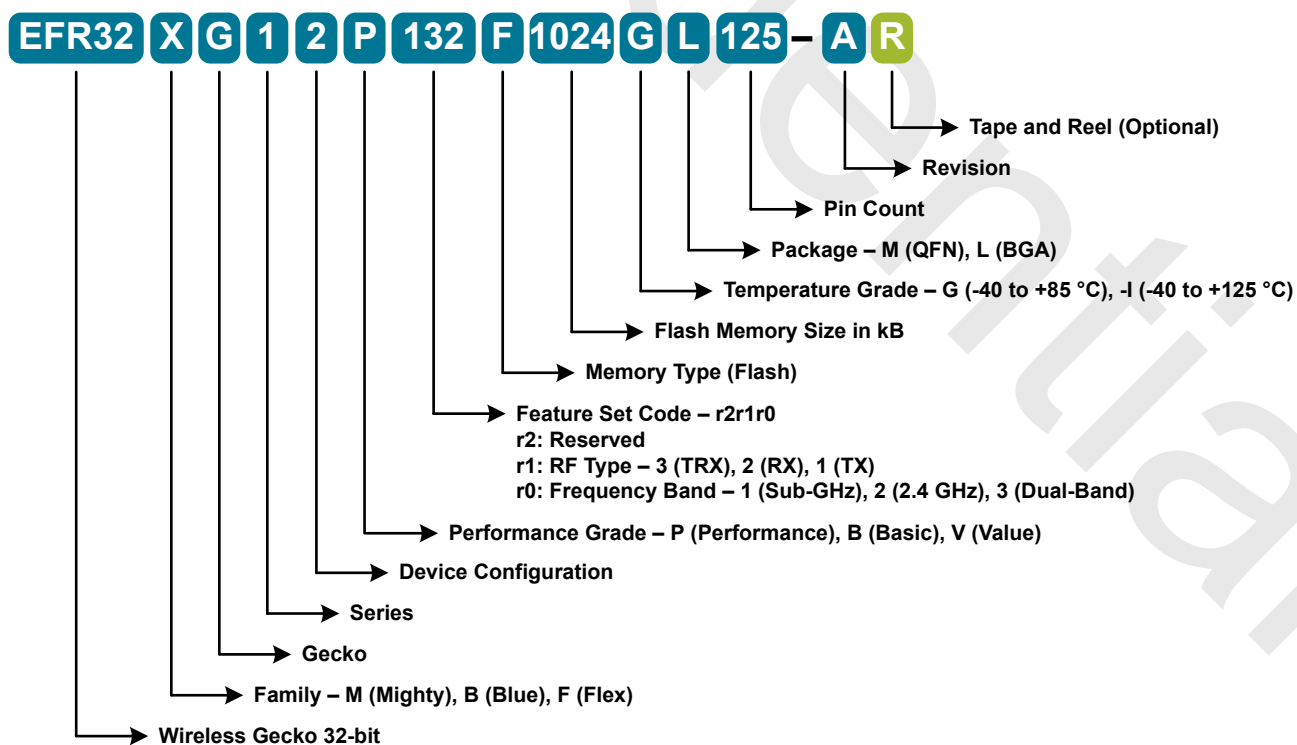 EFR32 X G 1 2 P 132 F 1024 G L 125 – A R
Tape and Reel (Optional)
Revision
Pin Count
Package – M (QFN), L (BGA)
Temperature Grade – G (-40 to +85 °C), -I (-40 to +125 °C)
Flash Memory Size in kB
Memory Type (Flash)
Feature Set Code – r2r1r0
r2: Reserved
r1: RF Type – 3 (TRX), 2 (RX), 1 (TX)
r0: Frequency Band – 1 (Sub-GHz), 2 (2.4 GHz), 3 (Dual-Band)
Performance Grade – P (Performance), B (Basic), V (Value)
Device Configuration
Series
Gecko
Family – M (Mighty), B (Blue), F (Flex)
Wireless Gecko 32-bit